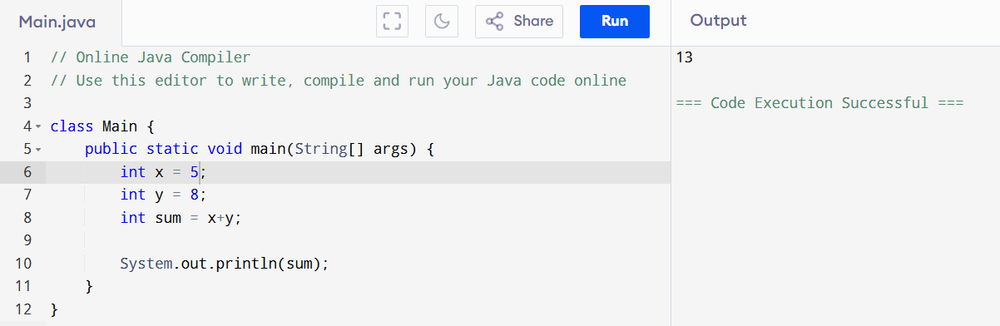 Main.java Share Run Output
1 // Online Java Compiler
2 // Use this editor to write, compile and run your Java code online
3
4 class Main {
5     public static void main(String[] args) {
6         int x = 5;
7         int y = 8;
8         int sum = x+y;
9
10         System.out.println(sum);
11     }
12 }
13

=== Code Execution Successful ===